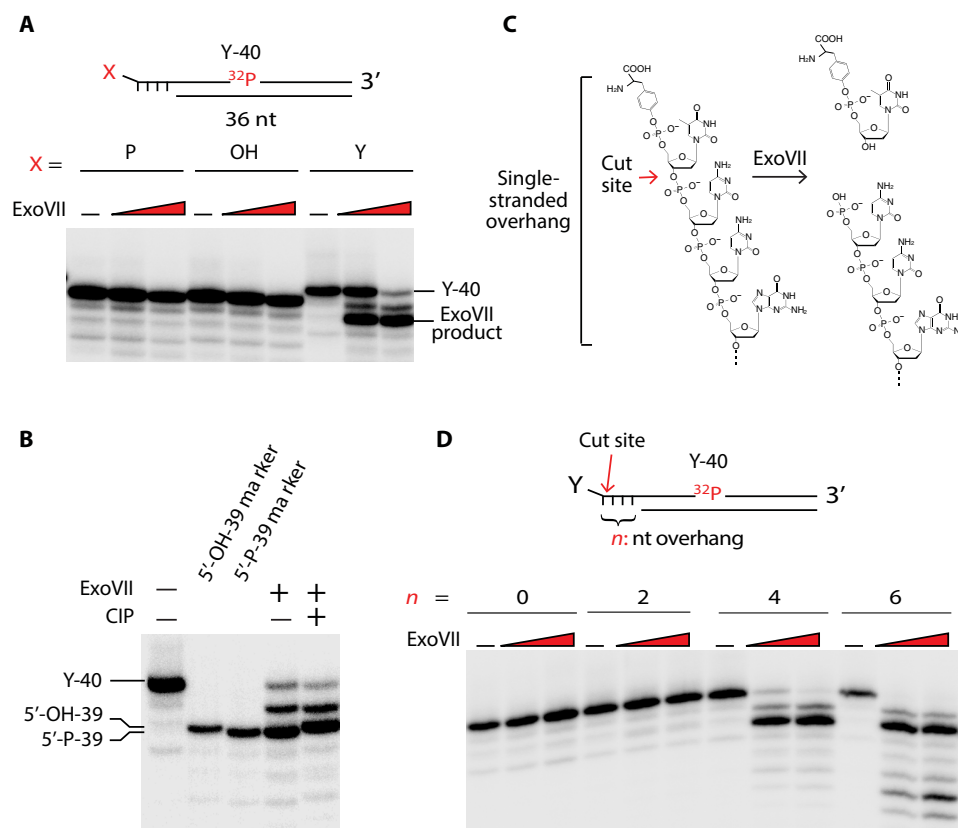 A
Y-40
X
32P
3′
36 nt
X =
P
OH
Y
ExoVII
—
—
—
Y-40
ExoVII
product
C
COOH
H₂N
Single-
stranded
overhang
Cut
site
ExoVII
COOH
H₂N
B
5′-OH-39 ma rker
5′-P-39 ma rker
ExoVII
—
+
+
CIP
—
+
Y-40
5′-OH-39
5′-P-39
D
Cut site
Y-40
Y
32P
3′
n: nt overhang
n =
0
2
4
6
ExoVII
—
—
—
—